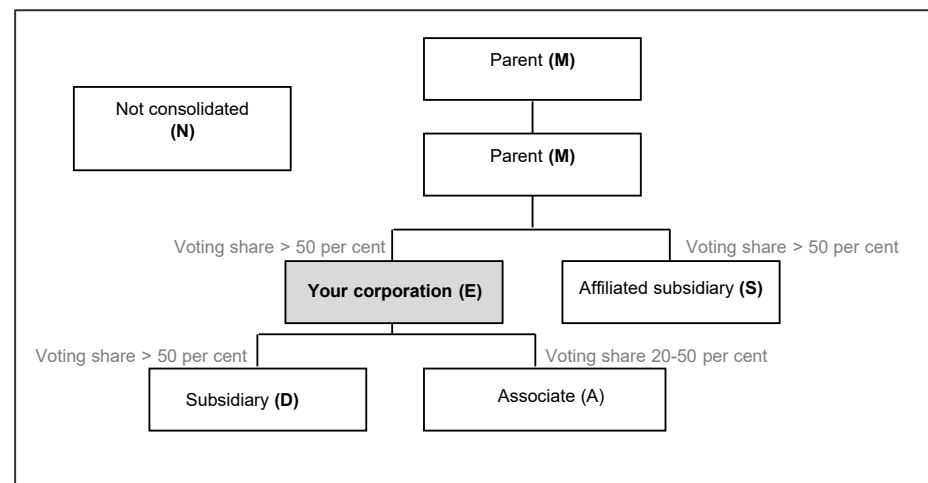 Parent (M)
Not consolidated
(N)
Parent (M)
Voting share > 50 per cent
Voting share > 50 per cent
Your corporation (E)
Affiliated subsidiary (S)
Voting share > 50 per cent
Voting share 20-50 per cent
Subsidiary (D)
Associate (A)